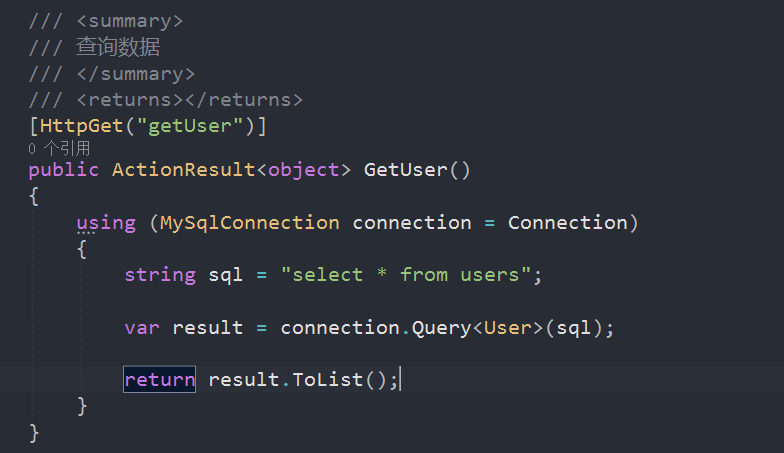 /// <summary>
/// 查询数据
/// </summary>
/// <returns></returns>
[HttpGet("getUser")]
0 个引用
public ActionResult<object> GetUser()
{
    using (MySqlConnection connection = Connection)
    {
        string sql = "select * from users";
        var result = connection.Query<User>(sql);
        return result.ToList();
    }
}